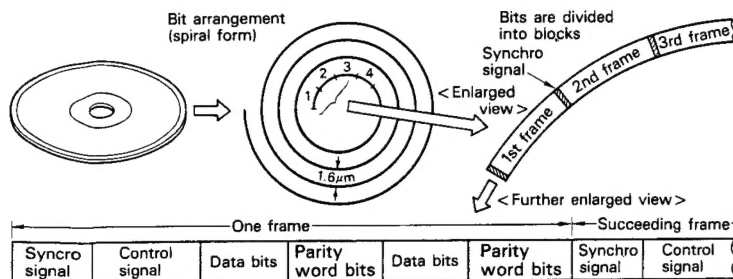 Bit arrangement
(spiral form)
1 2 3 4
1.6μm
Bits are divided
into blocks
Synchro
signal
< Enlarged
view >
1st frame
2nd frame
3rd frame
< Further enlarged view >
One frame
Succeeding frame
Syncro
signal
Control
signal
Data bits
Parity
word bits
Data bits
Parity
word bits
Synchro
signal
Control
signal